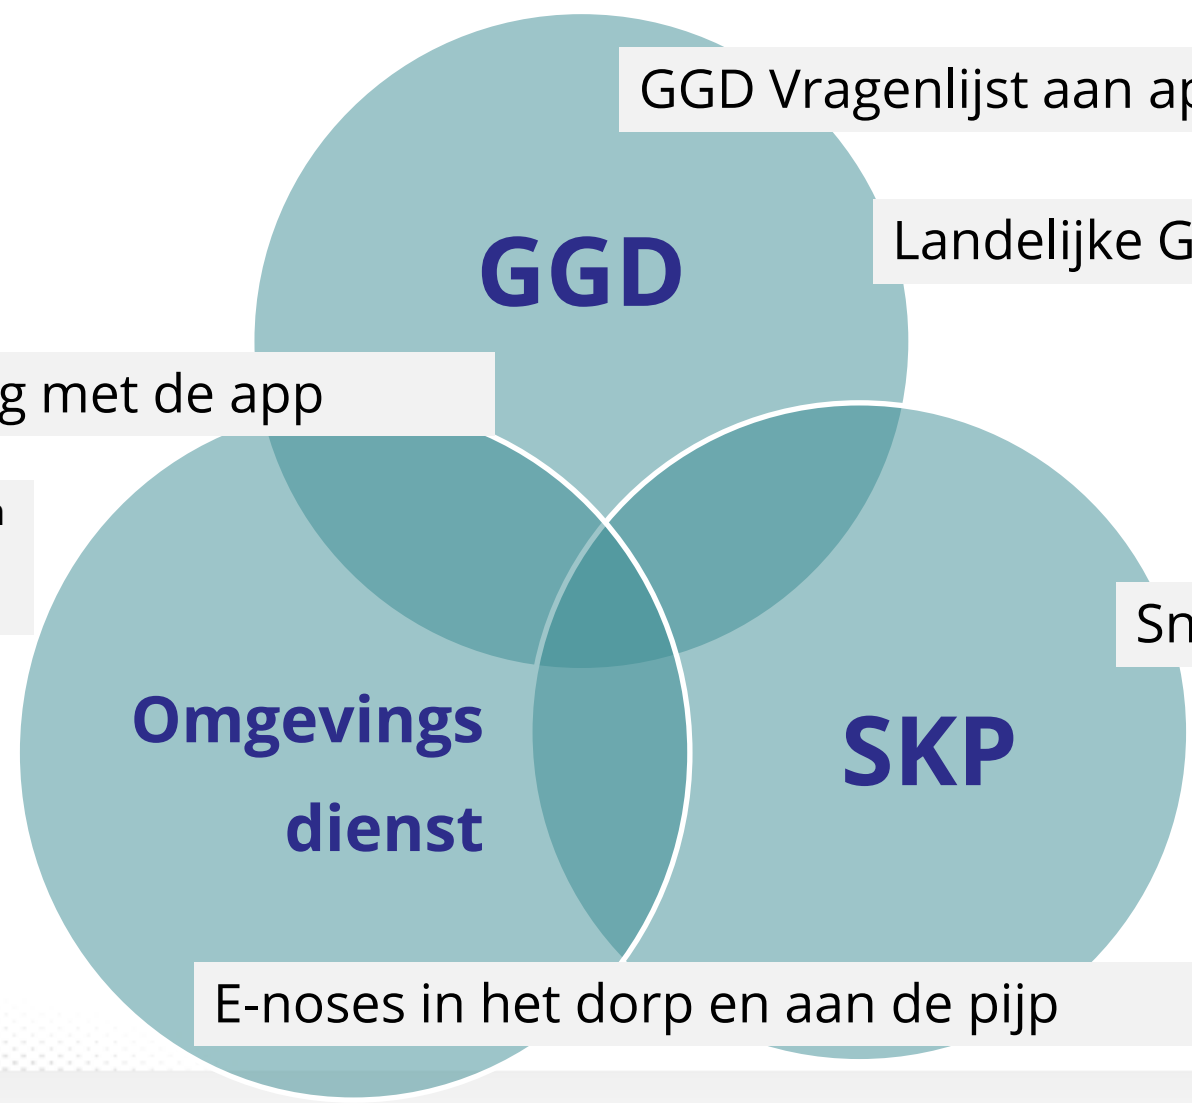 GGD Vragenlijst aan
Landelijke
GGD
met de app
Omgevings
dienst
SKP
E-noses in het dorp en aan de pijp